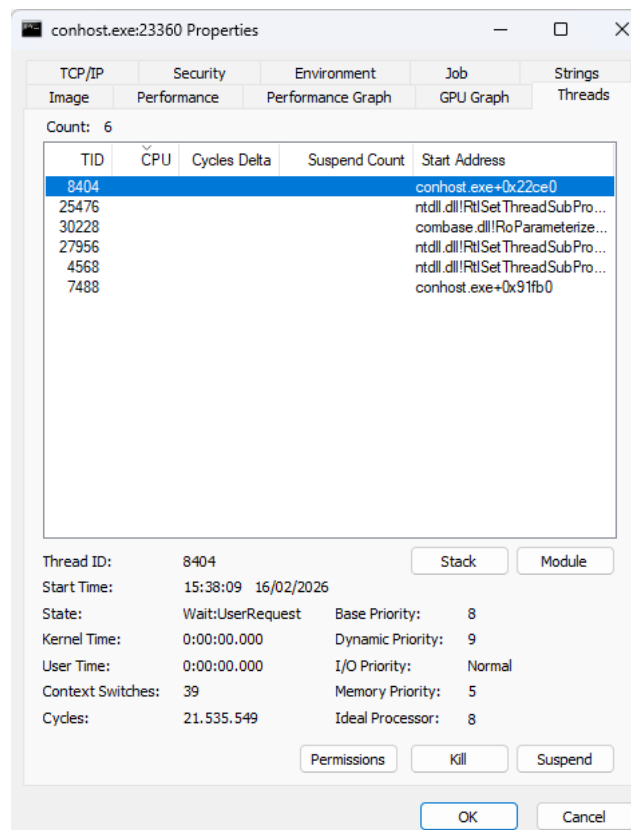 conhost.exe:23360 Properties
TCP/IP Security Environment Job Strings
Image Performance Performance Graph GPU Graph Threads
Count: 6
TID CPU Cycles Delta Suspend Count Start Address
8404 conhost.exe+0x22ce0
25476 ntdll.dll!RtlSetThreadSubPro...
30228 combase.dll!RoParameterize...
27956 ntdll.dll!RtlSetThreadSubPro...
4568 ntdll.dll!RtlSetThreadSubPro...
7488 conhost.exe+0x91fb0
Thread ID: 8404 Stack Module
Start Time: 15:38:09 16/02/2026
State: Wait:UserRequest Base Priority: 8
Kernel Time: 0:00:00.000 Dynamic Priority: 9
User Time: 0:00:00.000 I/O Priority: Normal
Context Switches: 39 Memory Priority: 5
Cycles: 21.535.549 Ideal Processor: 8
Permissions Kill Suspend
OK Cancel